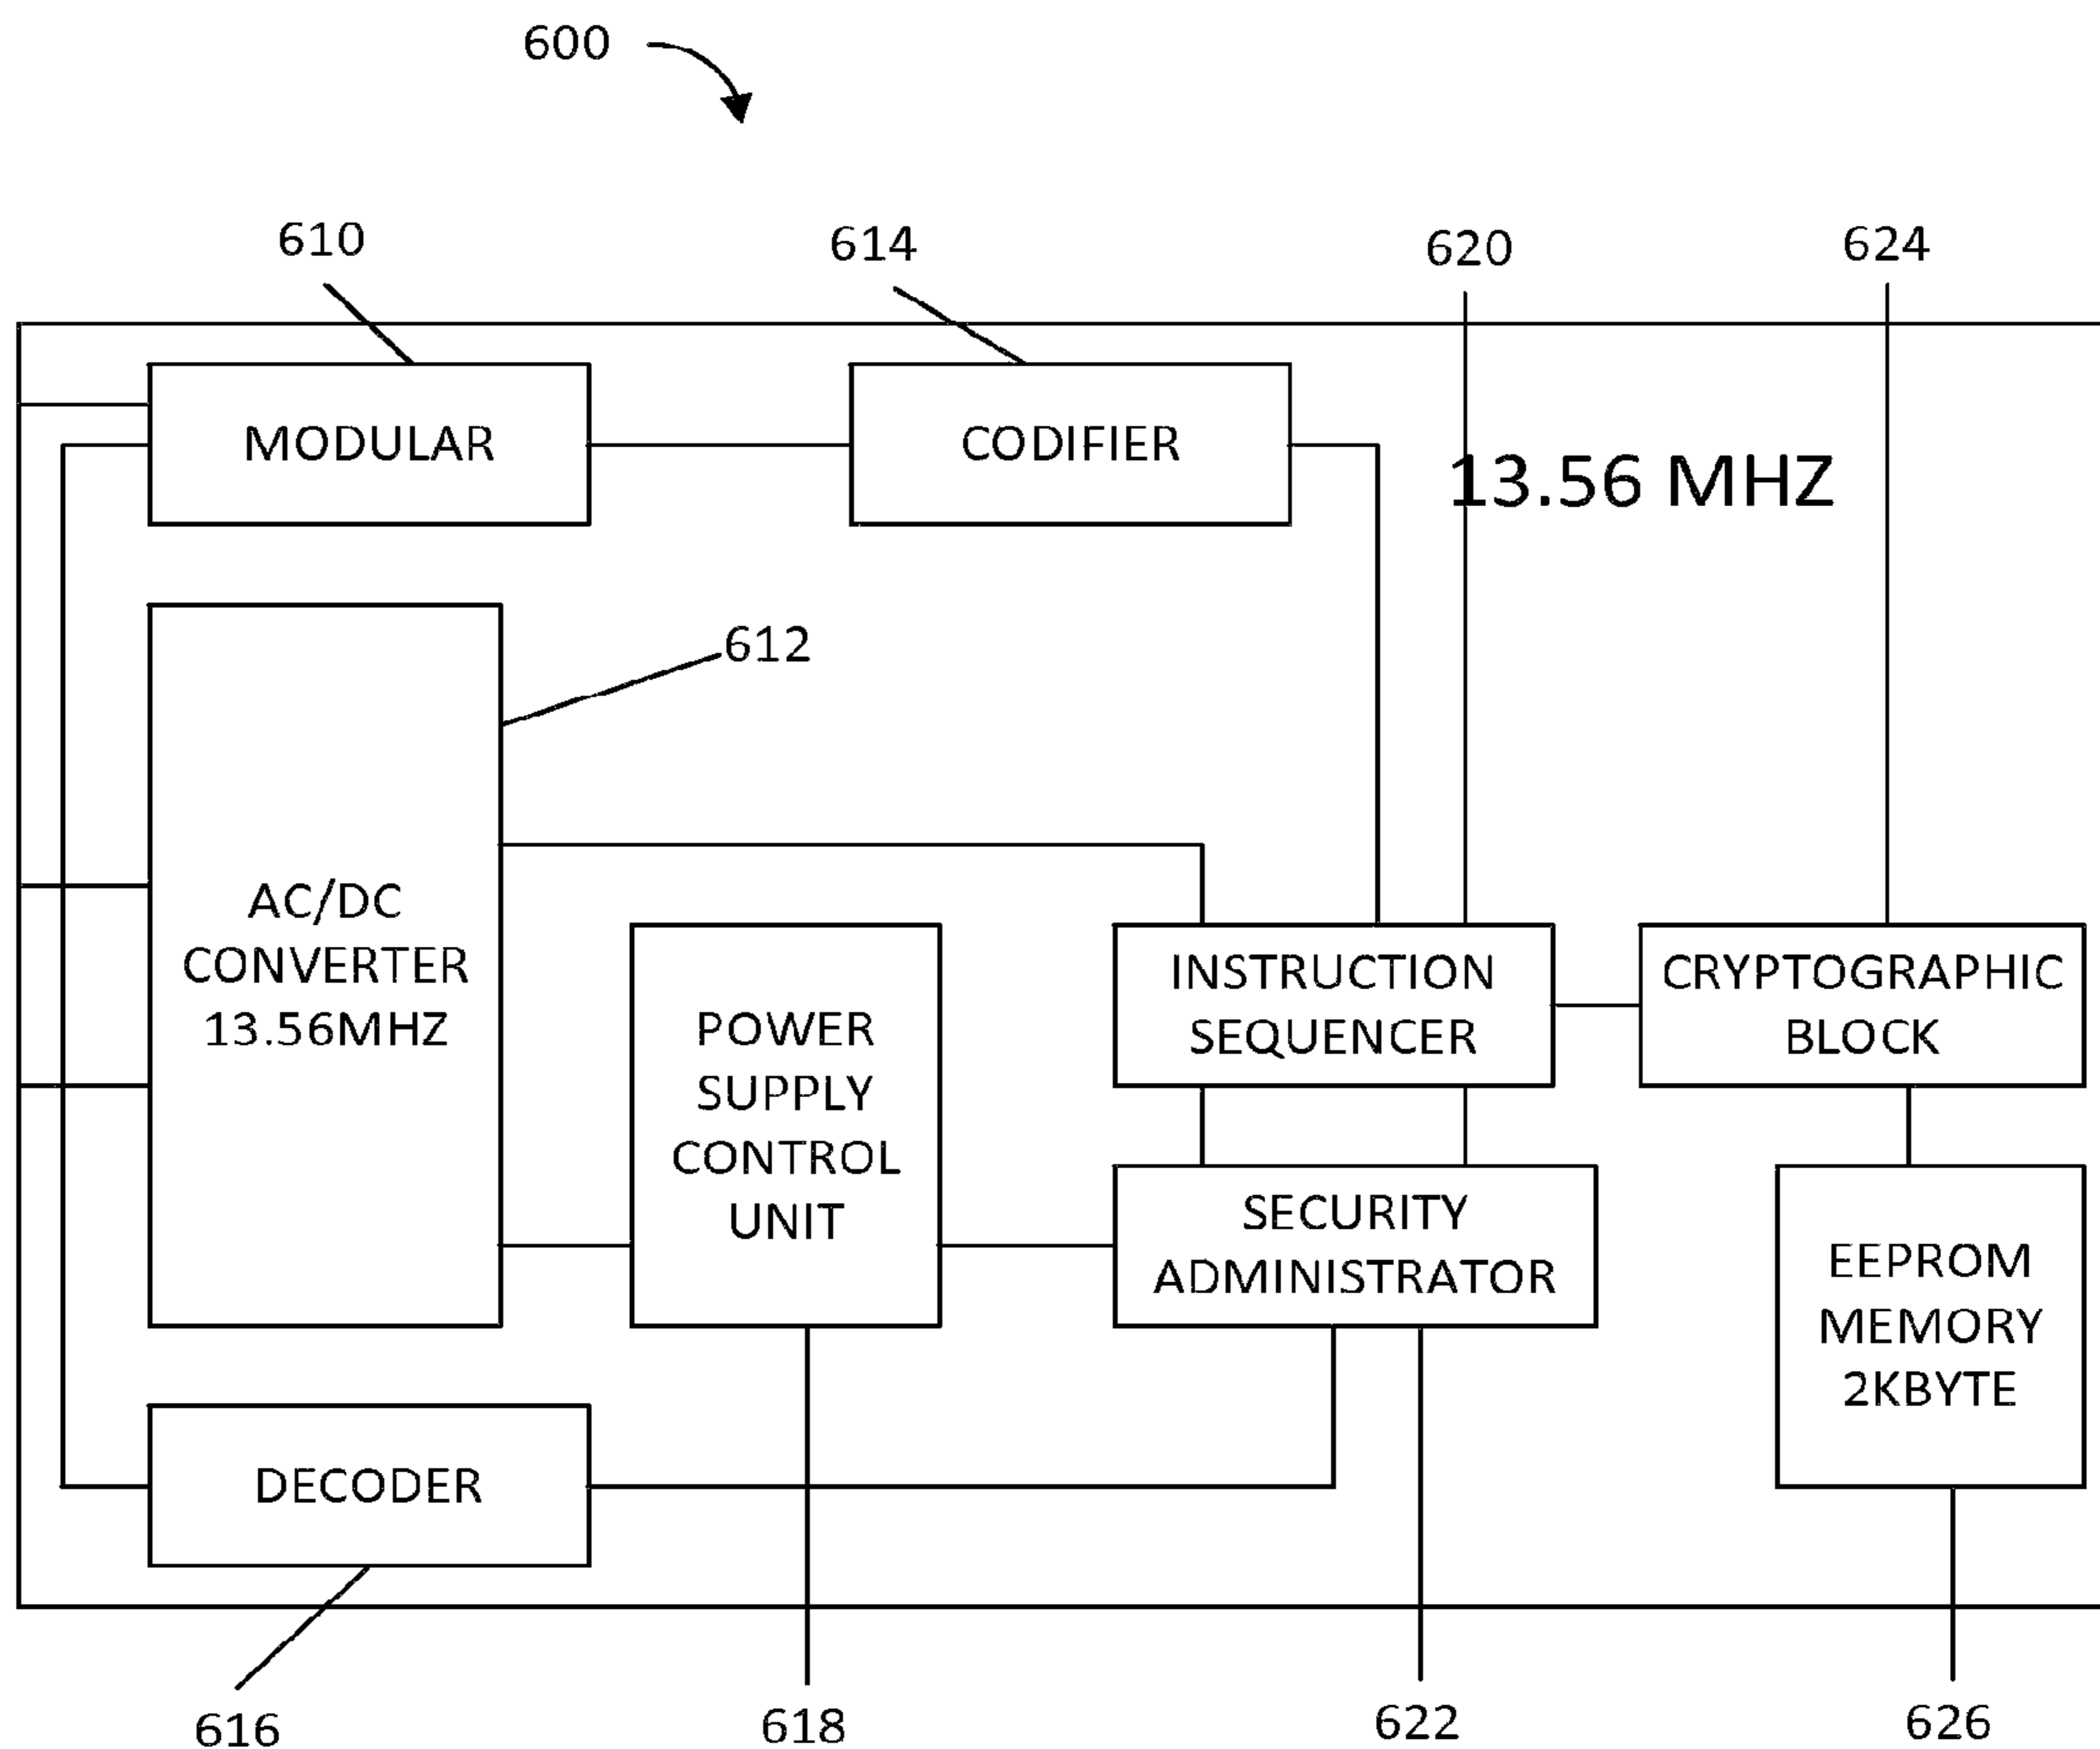 600
610
614
620
624
MODULAR
CODIFIER
13.56 MHZ
612
AC/DC
CONVERTER
13.56MHZ
POWER
SUPPLY
CONTROL
UNIT
INSTRUCTION
SEQUENCER
CRYPTOGRAPHIC
BLOCK
SECURITY
ADMINISTRATOR
EEPROM
MEMORY
2KBYTE
DECODER
616
618
622
626